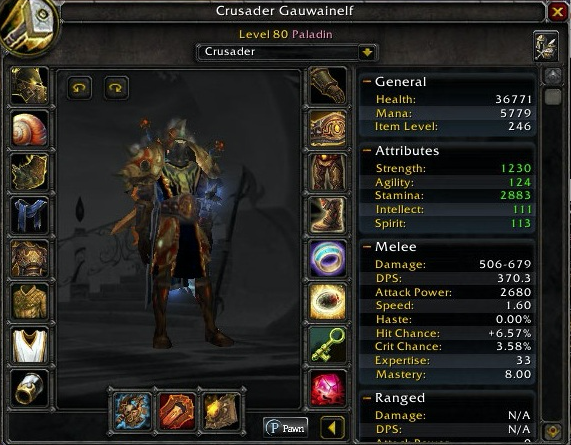 Crusader Gauwainelf
Level 80 Paladin
Crusader
General
Health: 36771
Mana: 5779
Item Level: 246
Attributes
Strength: 1230
Agility: 124
Stamina: 2883
Intellect: 111
Spirit: 113
Melee
Damage: 506-679
DPS: 370.3
Attack Power: 2680
Speed: 1.60
Haste: 0.00%
Hit Chance: +6.57%
Crit Chance: 3.58%
Expertise: 33
Mastery: 8.00
Ranged
Damage: N/A
DPS: N/A
Pawn